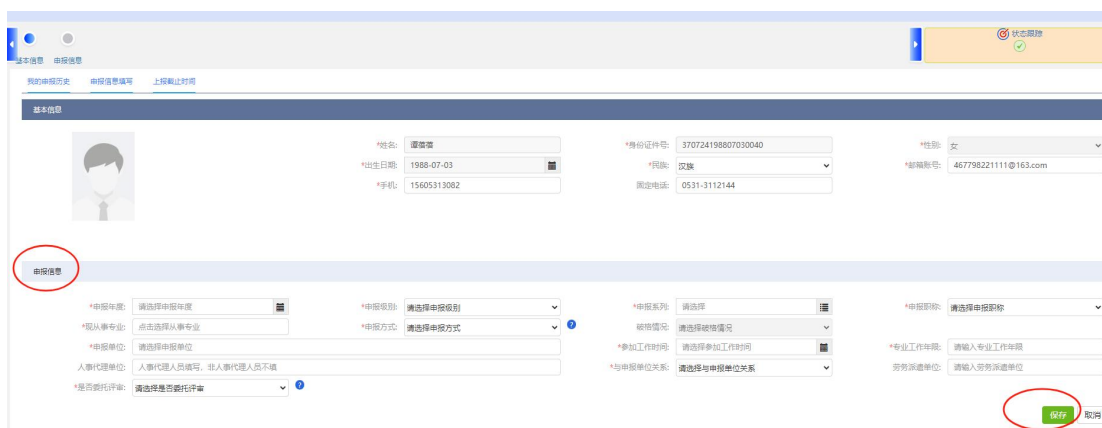 状态跟踪
基本信息 申报信息
我的申报历史 申报信息填写 上报截止时间
基本信息
*姓名: 谭蓓蓓 *身份证件号: 370724198807030040 *性别: 女
*出生日期: 1988-07-03 *民族: 汉族 *邮箱账号: 467798221111@163.com
*手机: 15605313082 固定电话: 0531-3112144
申报信息
*申报年度: 请选择申报年度 *申报级别: 请选择申报级别 *申报系列: 请选择 *申报职称: 请选择申报职称
*现从事专业: 点击选择从事专业 *申报方式: 请选择申报方式 破格情况: 请选择破格情况
*申报单位: 请选择申报单位 *参加工作时间: 请选择参加工作时间 *专业工作年限: 请输入专业工作年限
人事代理单位: 人事代理人员填写，非人事代理人员不填 *与申报单位关系: 请选择与申报单位关系 劳务派遣单位: 请输入劳务派遣单位
*是否委托评审: 请选择是否委托评审
保存 取消